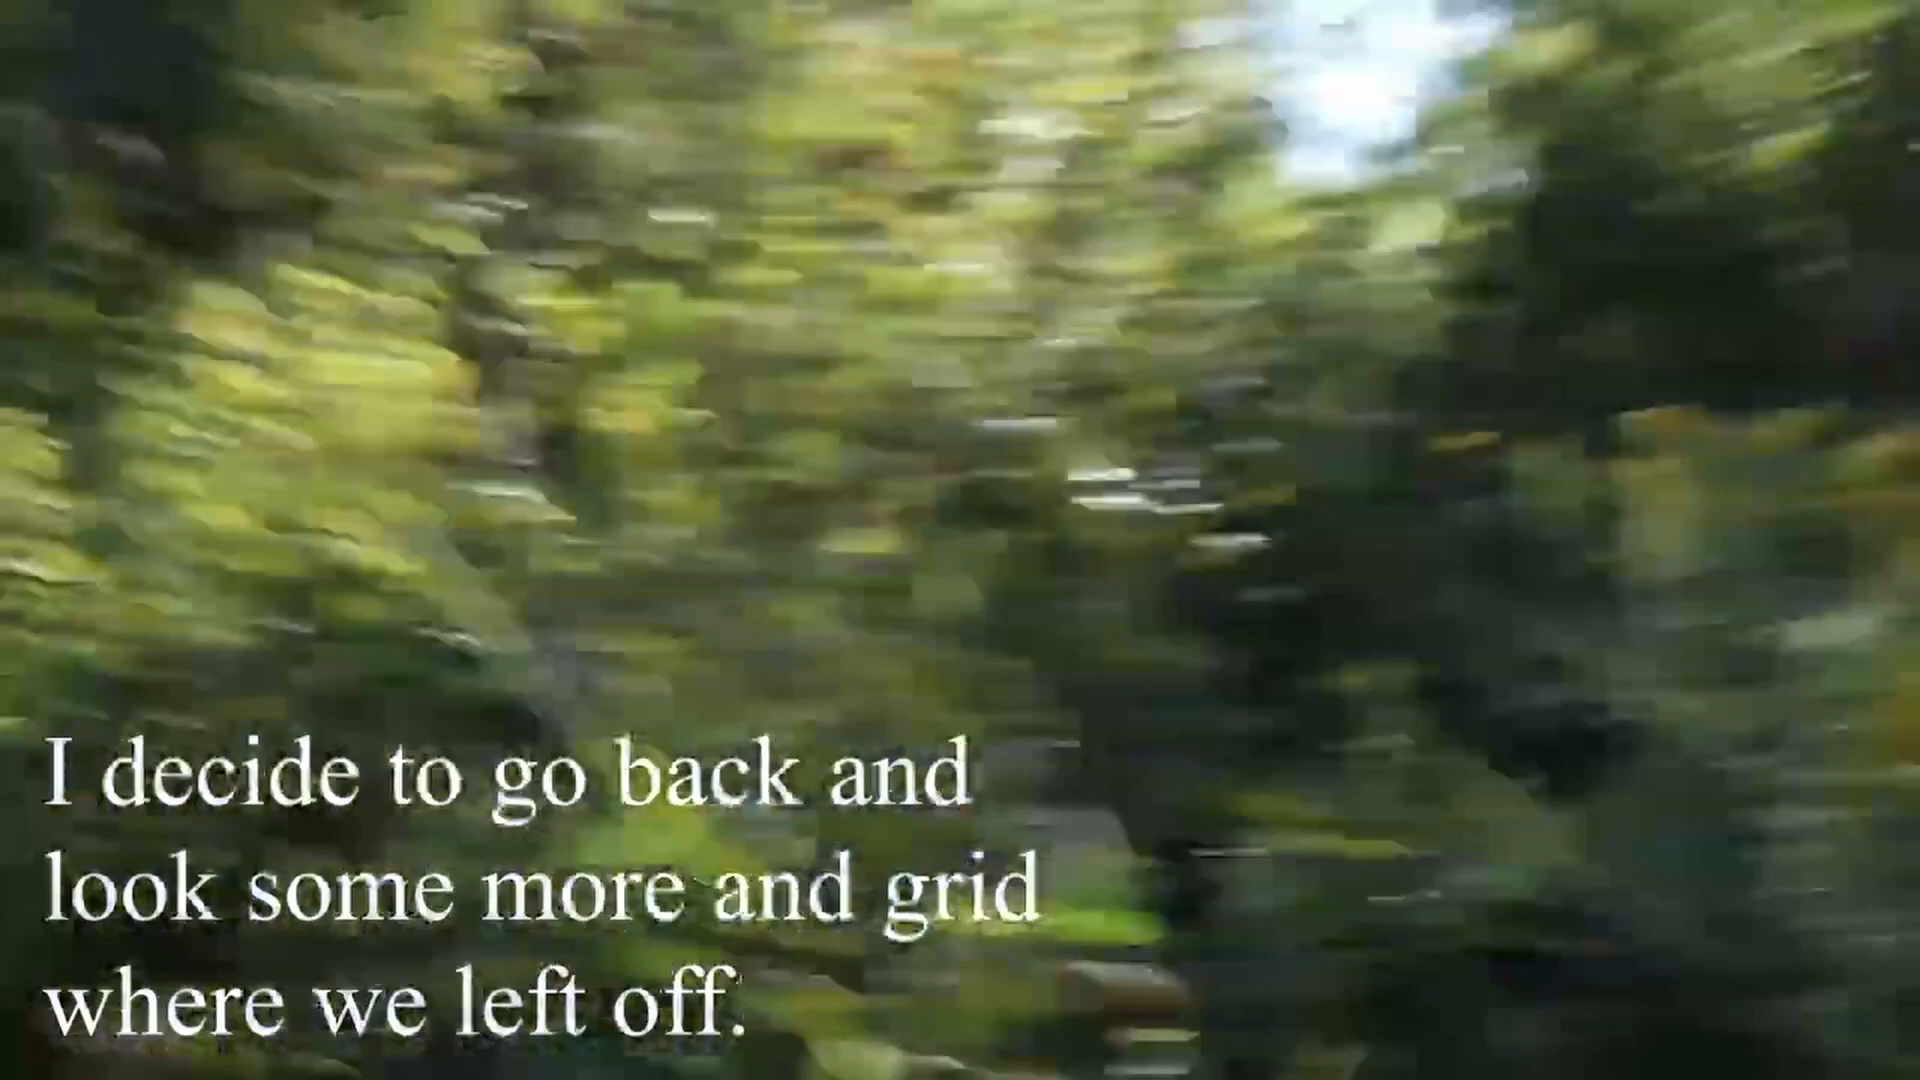 I decide to go back and
look some more and grid
where we left off.